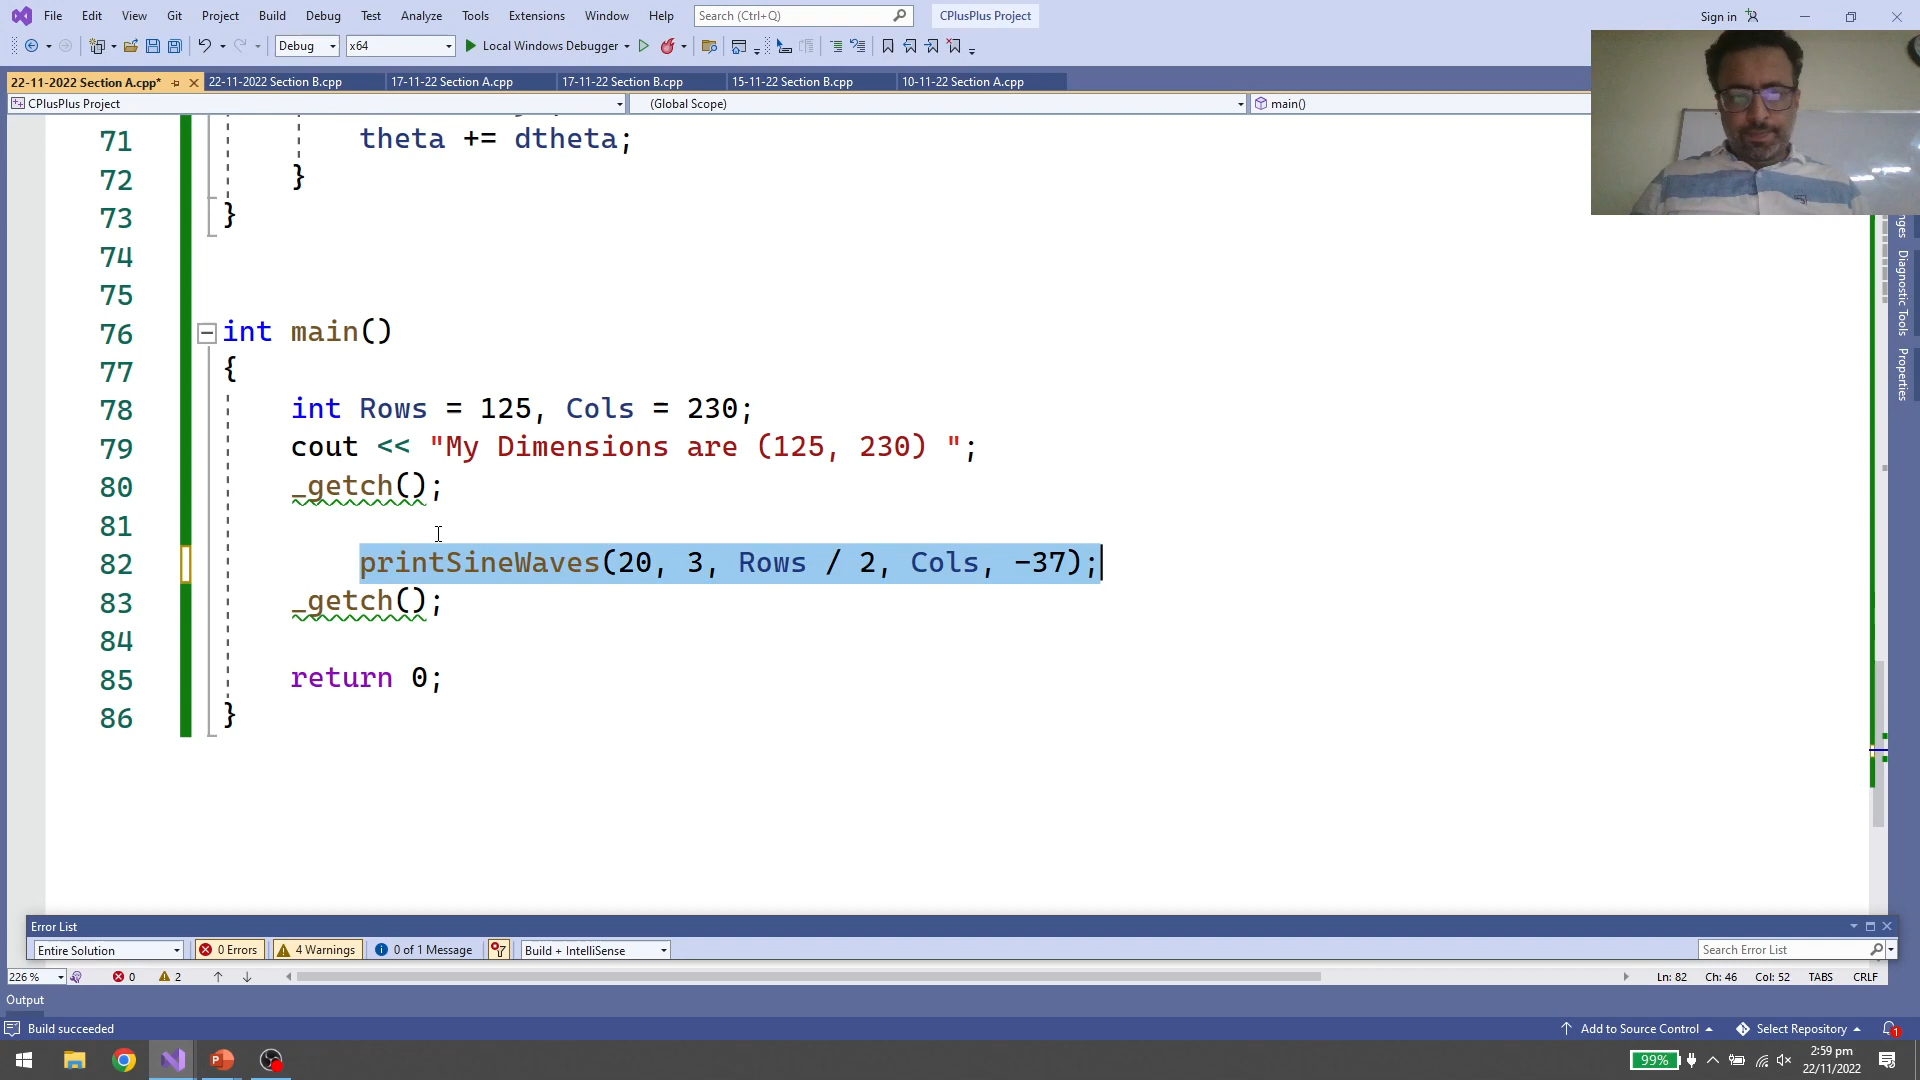 File Edit View Git Project Build Debug Test Analyze Tools Extensions Window Help Search (Ctrl+Q) CPlusPlus Project Sign in
Debug x64 Local Windows Debugger
22-11-2022 Section A.cpp* 22-11-2022 Section B.cpp 17-11-22 Section A.cpp 17-11-22 Section B.cpp 15-11-22 Section B.cpp 10-11-22 Section A.cpp
CPlusPlus Project (Global Scope) main()
71 theta += dtheta;
72 }
73 }
74
75
76 int main()
77 {
78 int Rows = 125, Cols = 230;
79 cout << "My Dimensions are (125, 230) ";
80 _getch();
81
82 printSineWaves(20, 3, Rows / 2, Cols, -37);
83 _getch();
84
85 return 0;
86 }
Diagnostic Tools
Properties
Error List
Entire Solution 0 Errors 4 Warnings 0 of 1 Message Build + IntelliSense Search Error List
226 % 0 2 Ln: 82 Ch: 46 Col: 52 TABS CRLF
Output
Build succeeded Add to Source Control Select Repository 1
99% 2:59 pm
22/11/2022